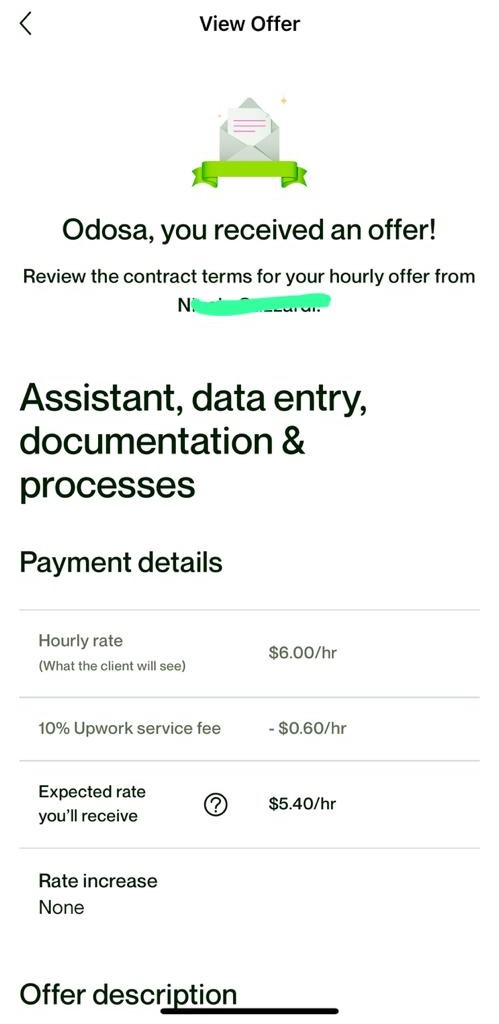 View Offer
Odosa, you received an offer!
Review the contract terms for your hourly offer from
Assistant, data entry,
documentation &
processes
Payment details
Hourly rate
(What the client will see)
$6.00/hr
10% Upwork service fee
- $0.60/hr
Expected rate
you'll receive
?
$5.40/hr
Rate increase
None
Offer description